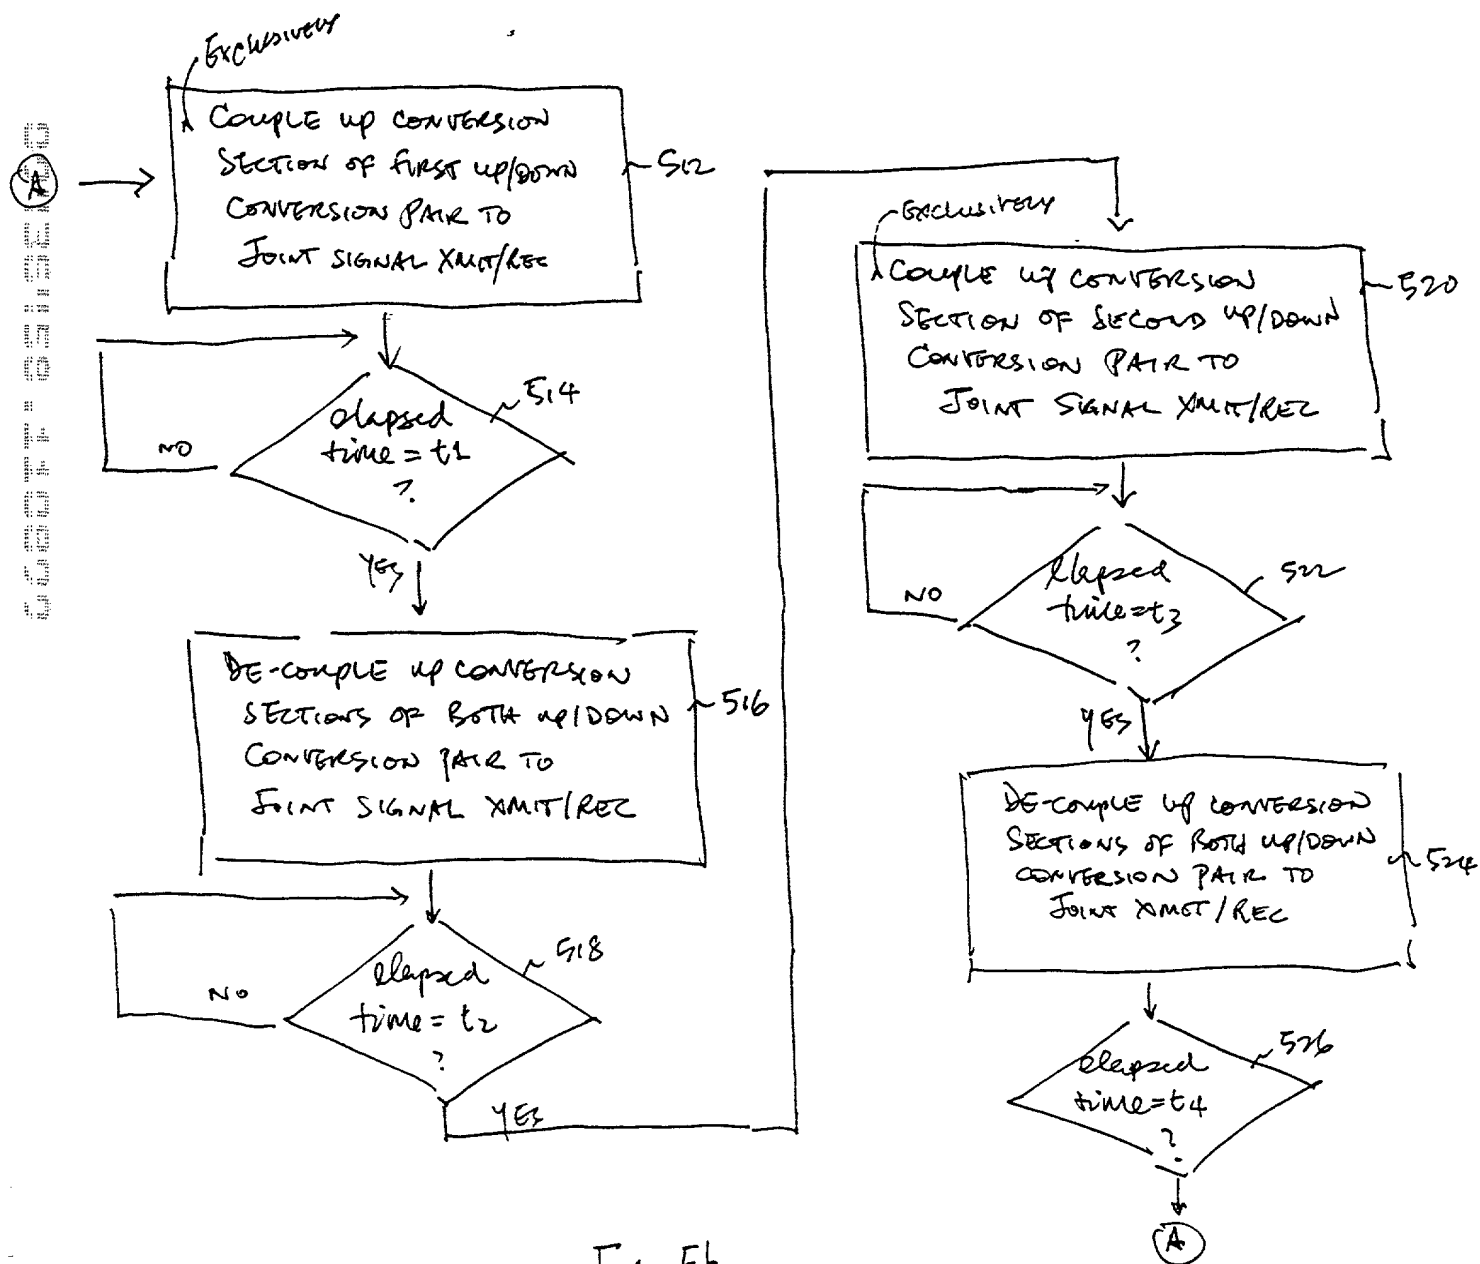 EXCLUSIVELY
COUPLE UP CONVERSION
SECTION OF FIRST UP/DOWN
CONVERSION PAIR TO
JOINT SIGNAL XMIT/REC
512
A
elapsed
time = t1
?
514
NO
YES
DE-COUPLE UP CONVERSION
SECTIONS OF BOTH UP/DOWN
CONVERSION PAIR TO
JOINT SIGNAL XMIT/REC
516
elapsed
time = t2
?
518
NO
YES
EXCLUSIVELY
COUPLE UP CONVERSION
SECTION OF SECOND UP/DOWN
CONVERSION PAIR TO
JOINT SIGNAL XMIT/REC
520
elapsed
time = t3
?
522
NO
YES
DE-COUPLE UP CONVERSION
SECTIONS OF BOTH UP/DOWN
CONVERSION PAIR TO
JOINT XMIT/REC
524
elapsed
time = t4
?
526
A